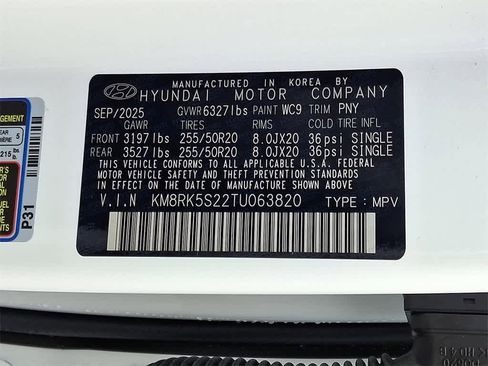 MANUFACTURED IN KOREA BY
HYUNDAI MOTOR COMPANY
SEP/2025 GVWR 6327lbs PAINT WC9 TRIM PNY
GAWR TIRES RIMS COLD TIRE INFL
FRONT 3197lbs 255/50R20 8.0JX20 36psi SINGLE
REAR 3527lbs 255/50R20 8.0JX20 36psi SINGLE
THIS VEHICLE CONFORMS TO ALL APPLICABLE U.S.A. FEDERAL
MOTOR VEHICLE SAFETY, BUMPER, AND THEFT PREVENTION
STANDARDS IN EFFECT ON THE DATE OF MANUFACTURE SHOWN ABOVE.
V.I.N KM8RK5S22TU063820 TYPE : MPV
5
P31